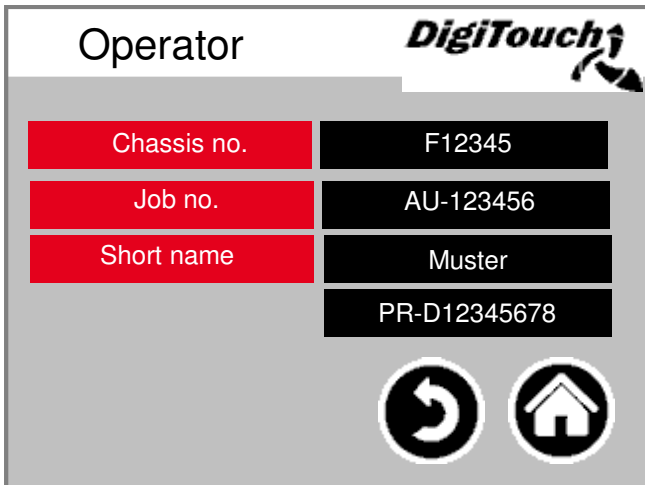 Operator
DigiTouch
Chassis no. F12345
Job no. AU-123456
Short name Muster
PR-D12345678